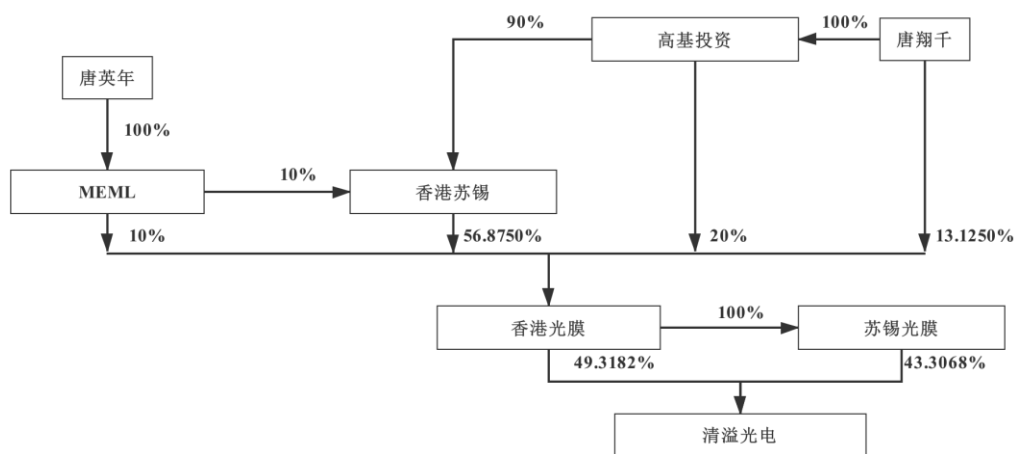 90%
高基投资
100%
唐翔千
唐英年
100%
MEML
10%
香港苏锡
10%
56.8750%
20%
13.1250%
香港光膜
100%
苏锡光膜
49.3182%
43.3068%
清溢光电